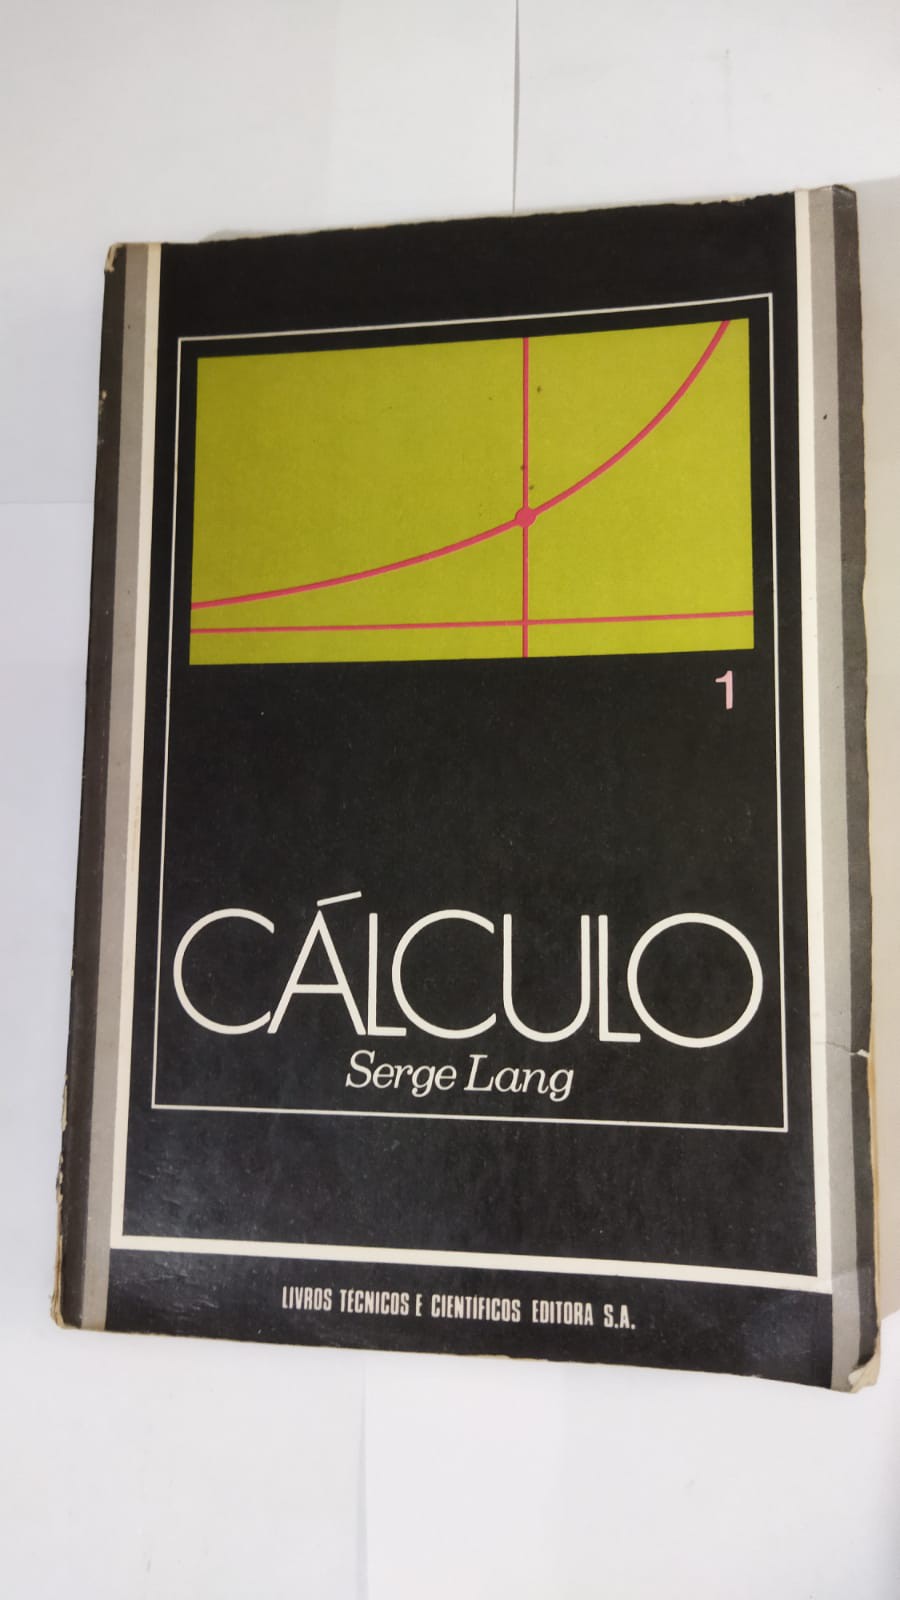 1
CÁLCULO
Serge Lang
LIVROS TÉCNICOS E CIENTÍFICOS EDITORA S.A.